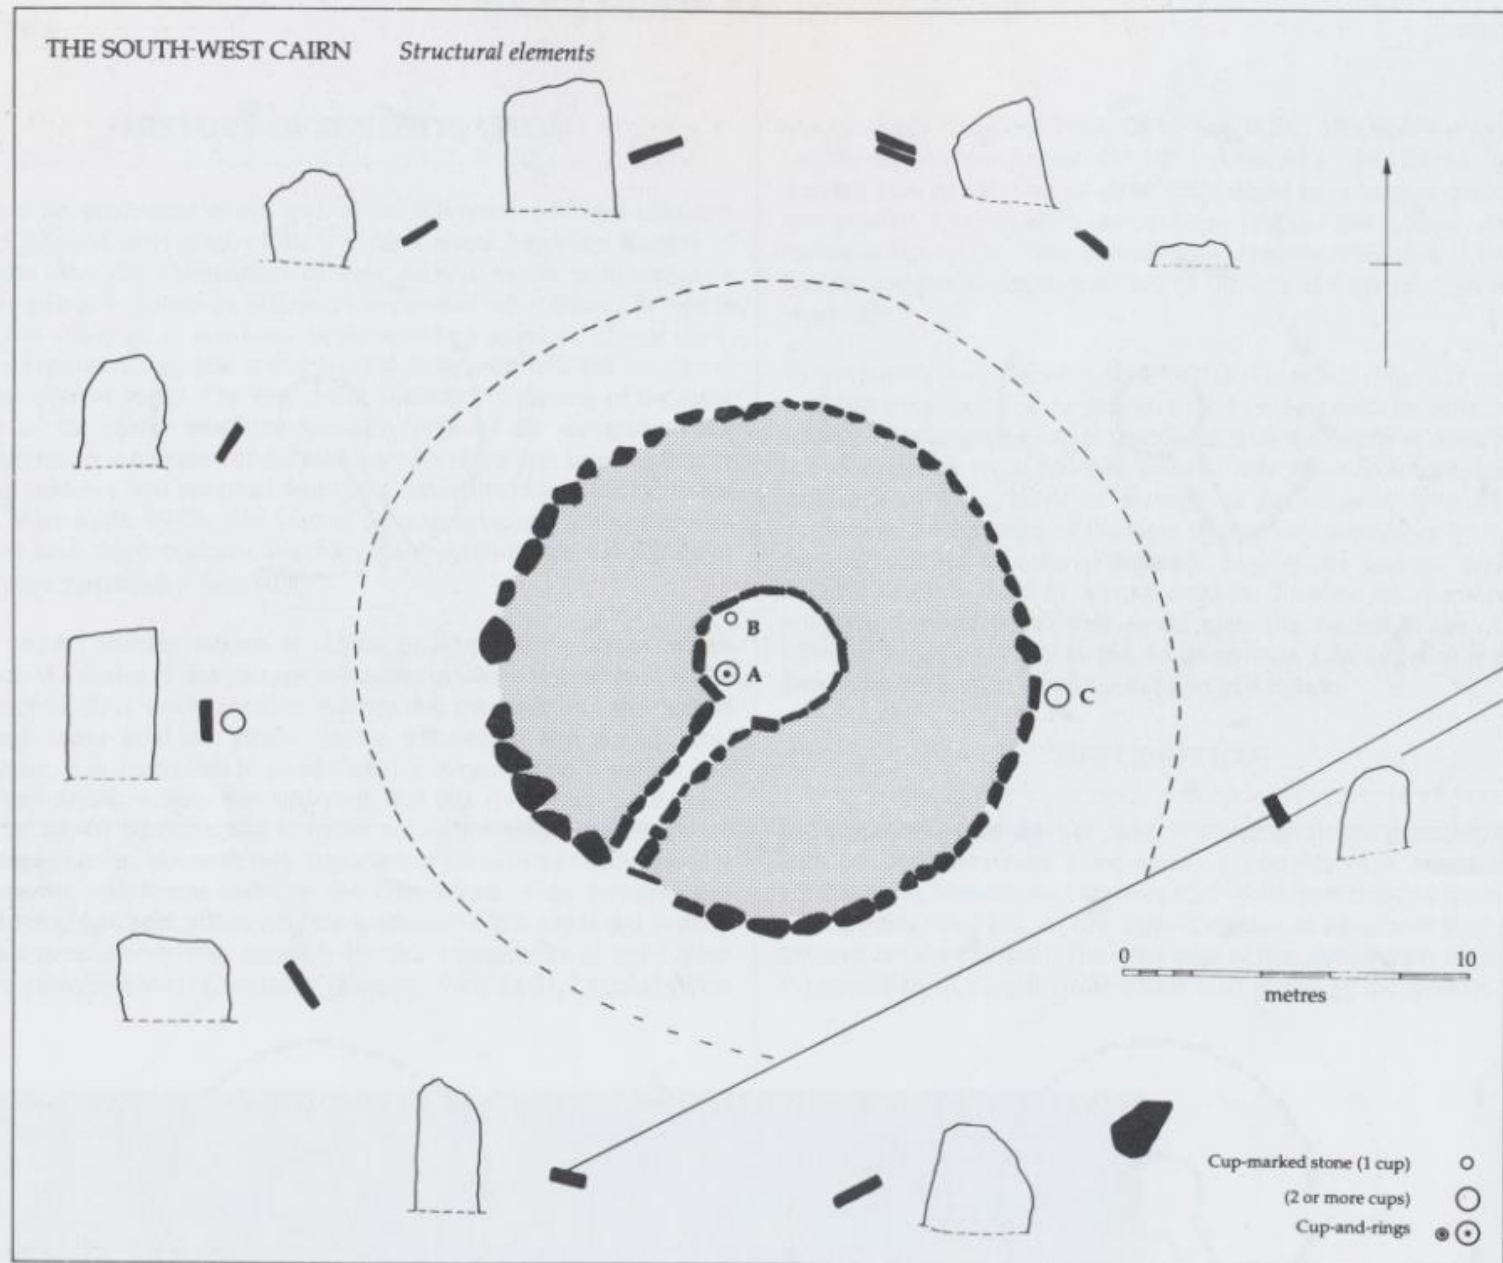 THE SOUTH-WEST CAIRN Structural elements
B
A
C
0 10
metres
Cup-marked stone (1 cup)
(2 or more cups)
Cup-and-rings